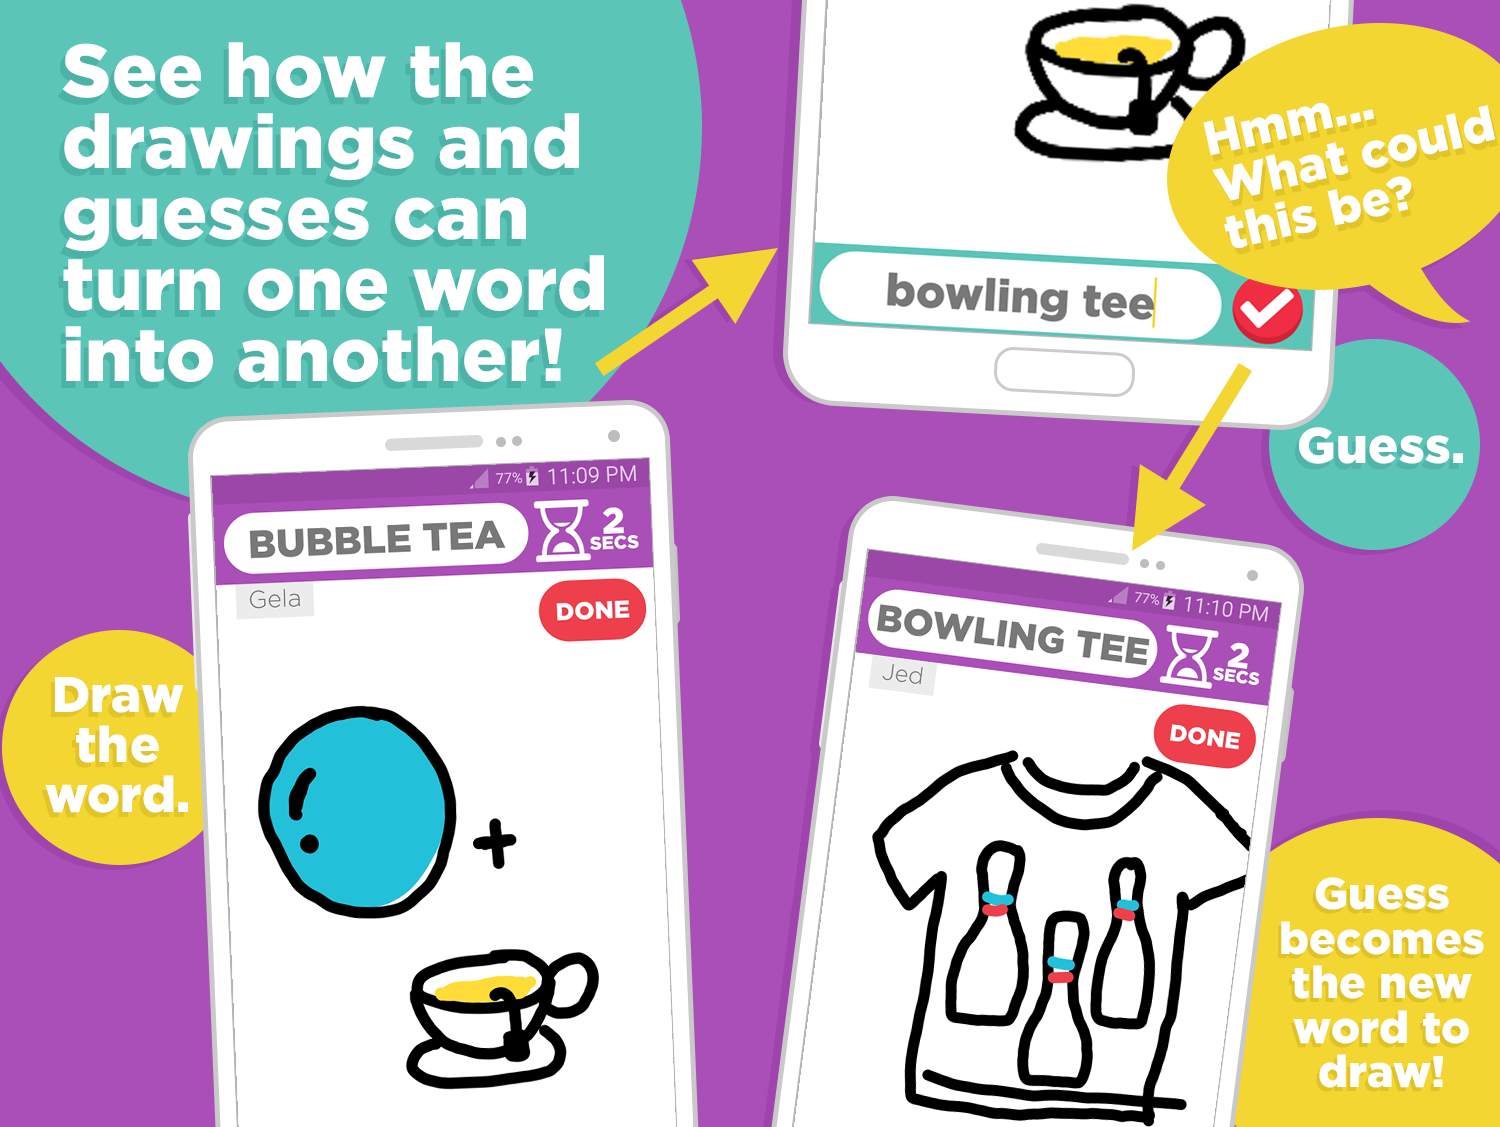 See how the
drawings and
guesses can
turn one word
into another!
Hmm...
What could
this be?
bowling tee
Guess.
77% 11:09 PM
BUBBLE TEA
2
SECS
Gela
DONE
Draw
the
word.
77% 11:10 PM
BOWLING TEE
2
SECS
Jed
DONE
Guess
becomes
the new
word to
draw!